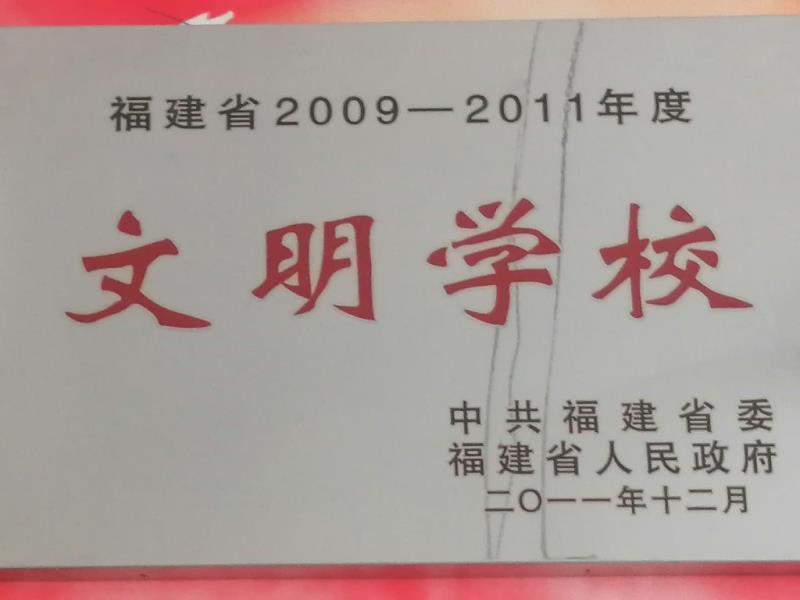 福建省2009—2011年度
文明学校
中共福建省委
福建省人民政府
二〇一一年十二月